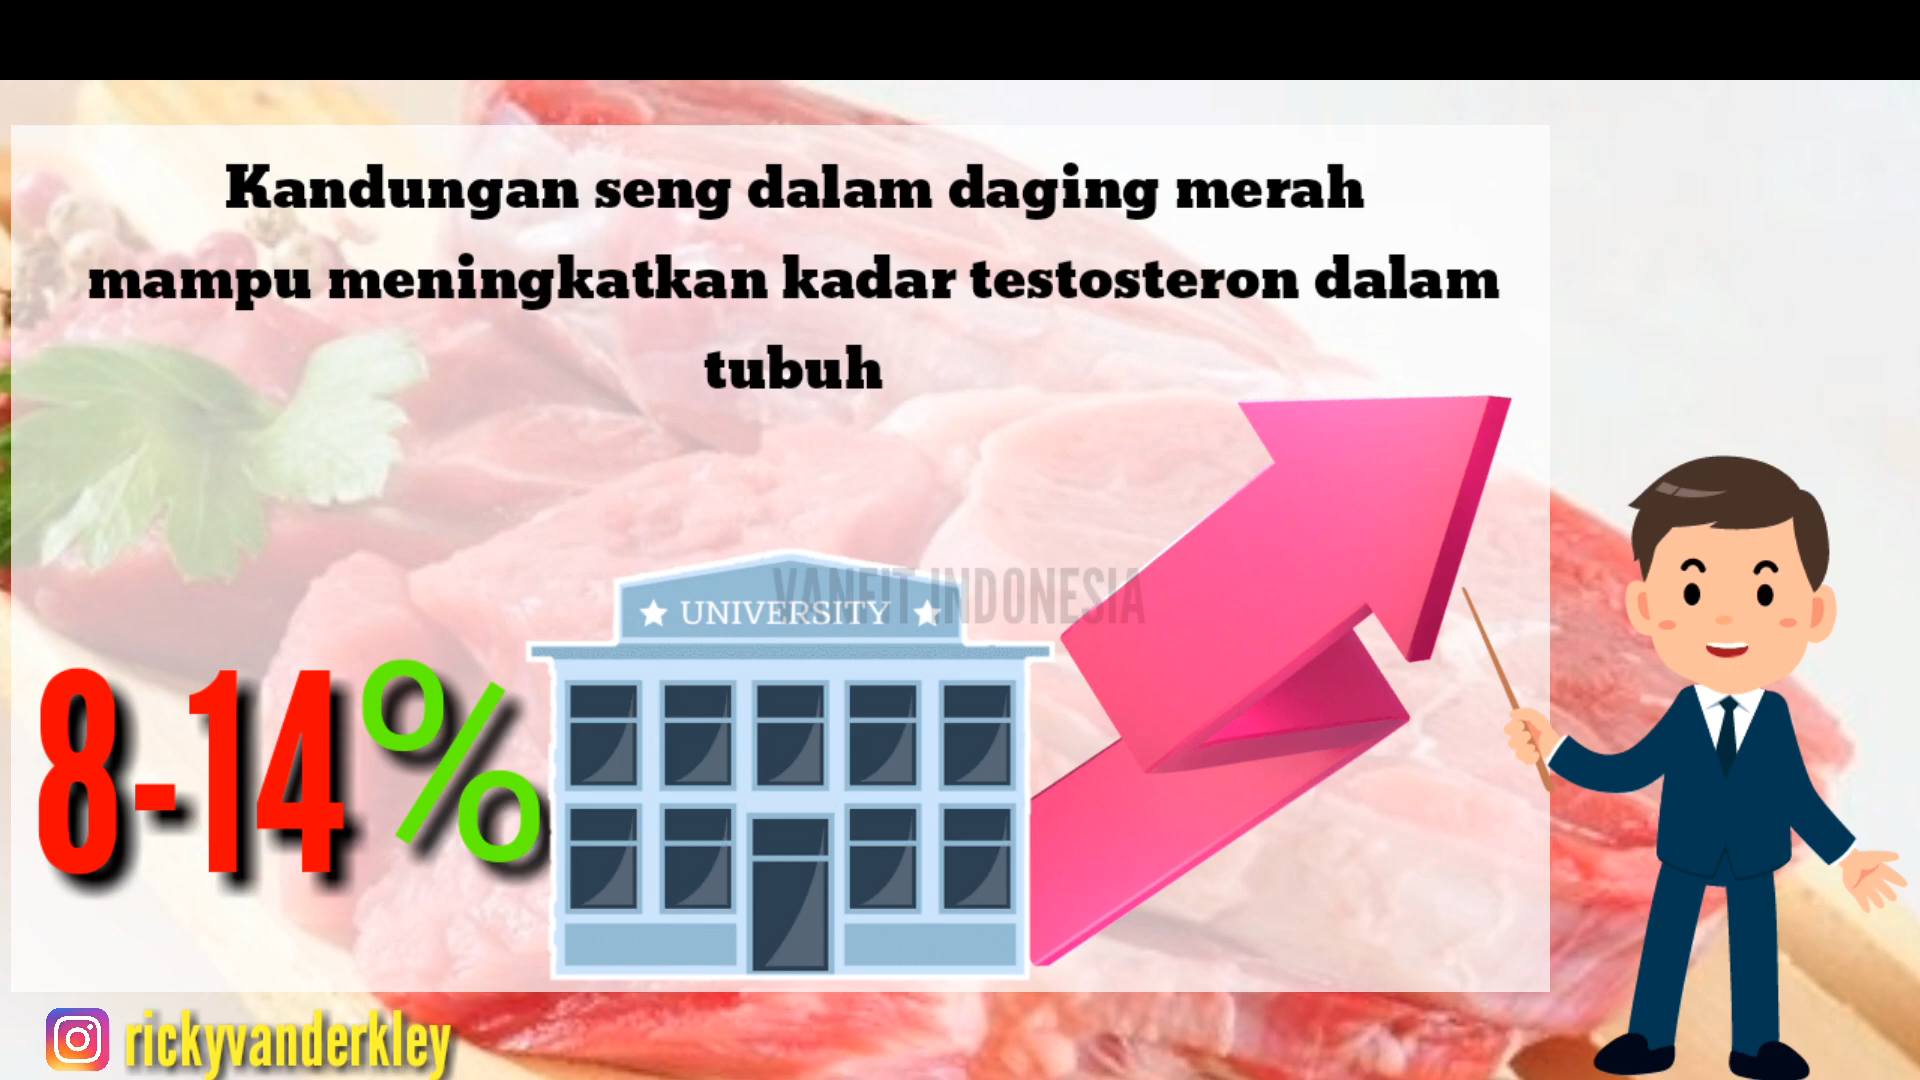 Kandungan seng dalam daging merah
mampu meningkatkan kadar testosteron dalam
tubuh
VANFIT INDONESIA
UNIVERSITY
8-14%
rickyvanderkley